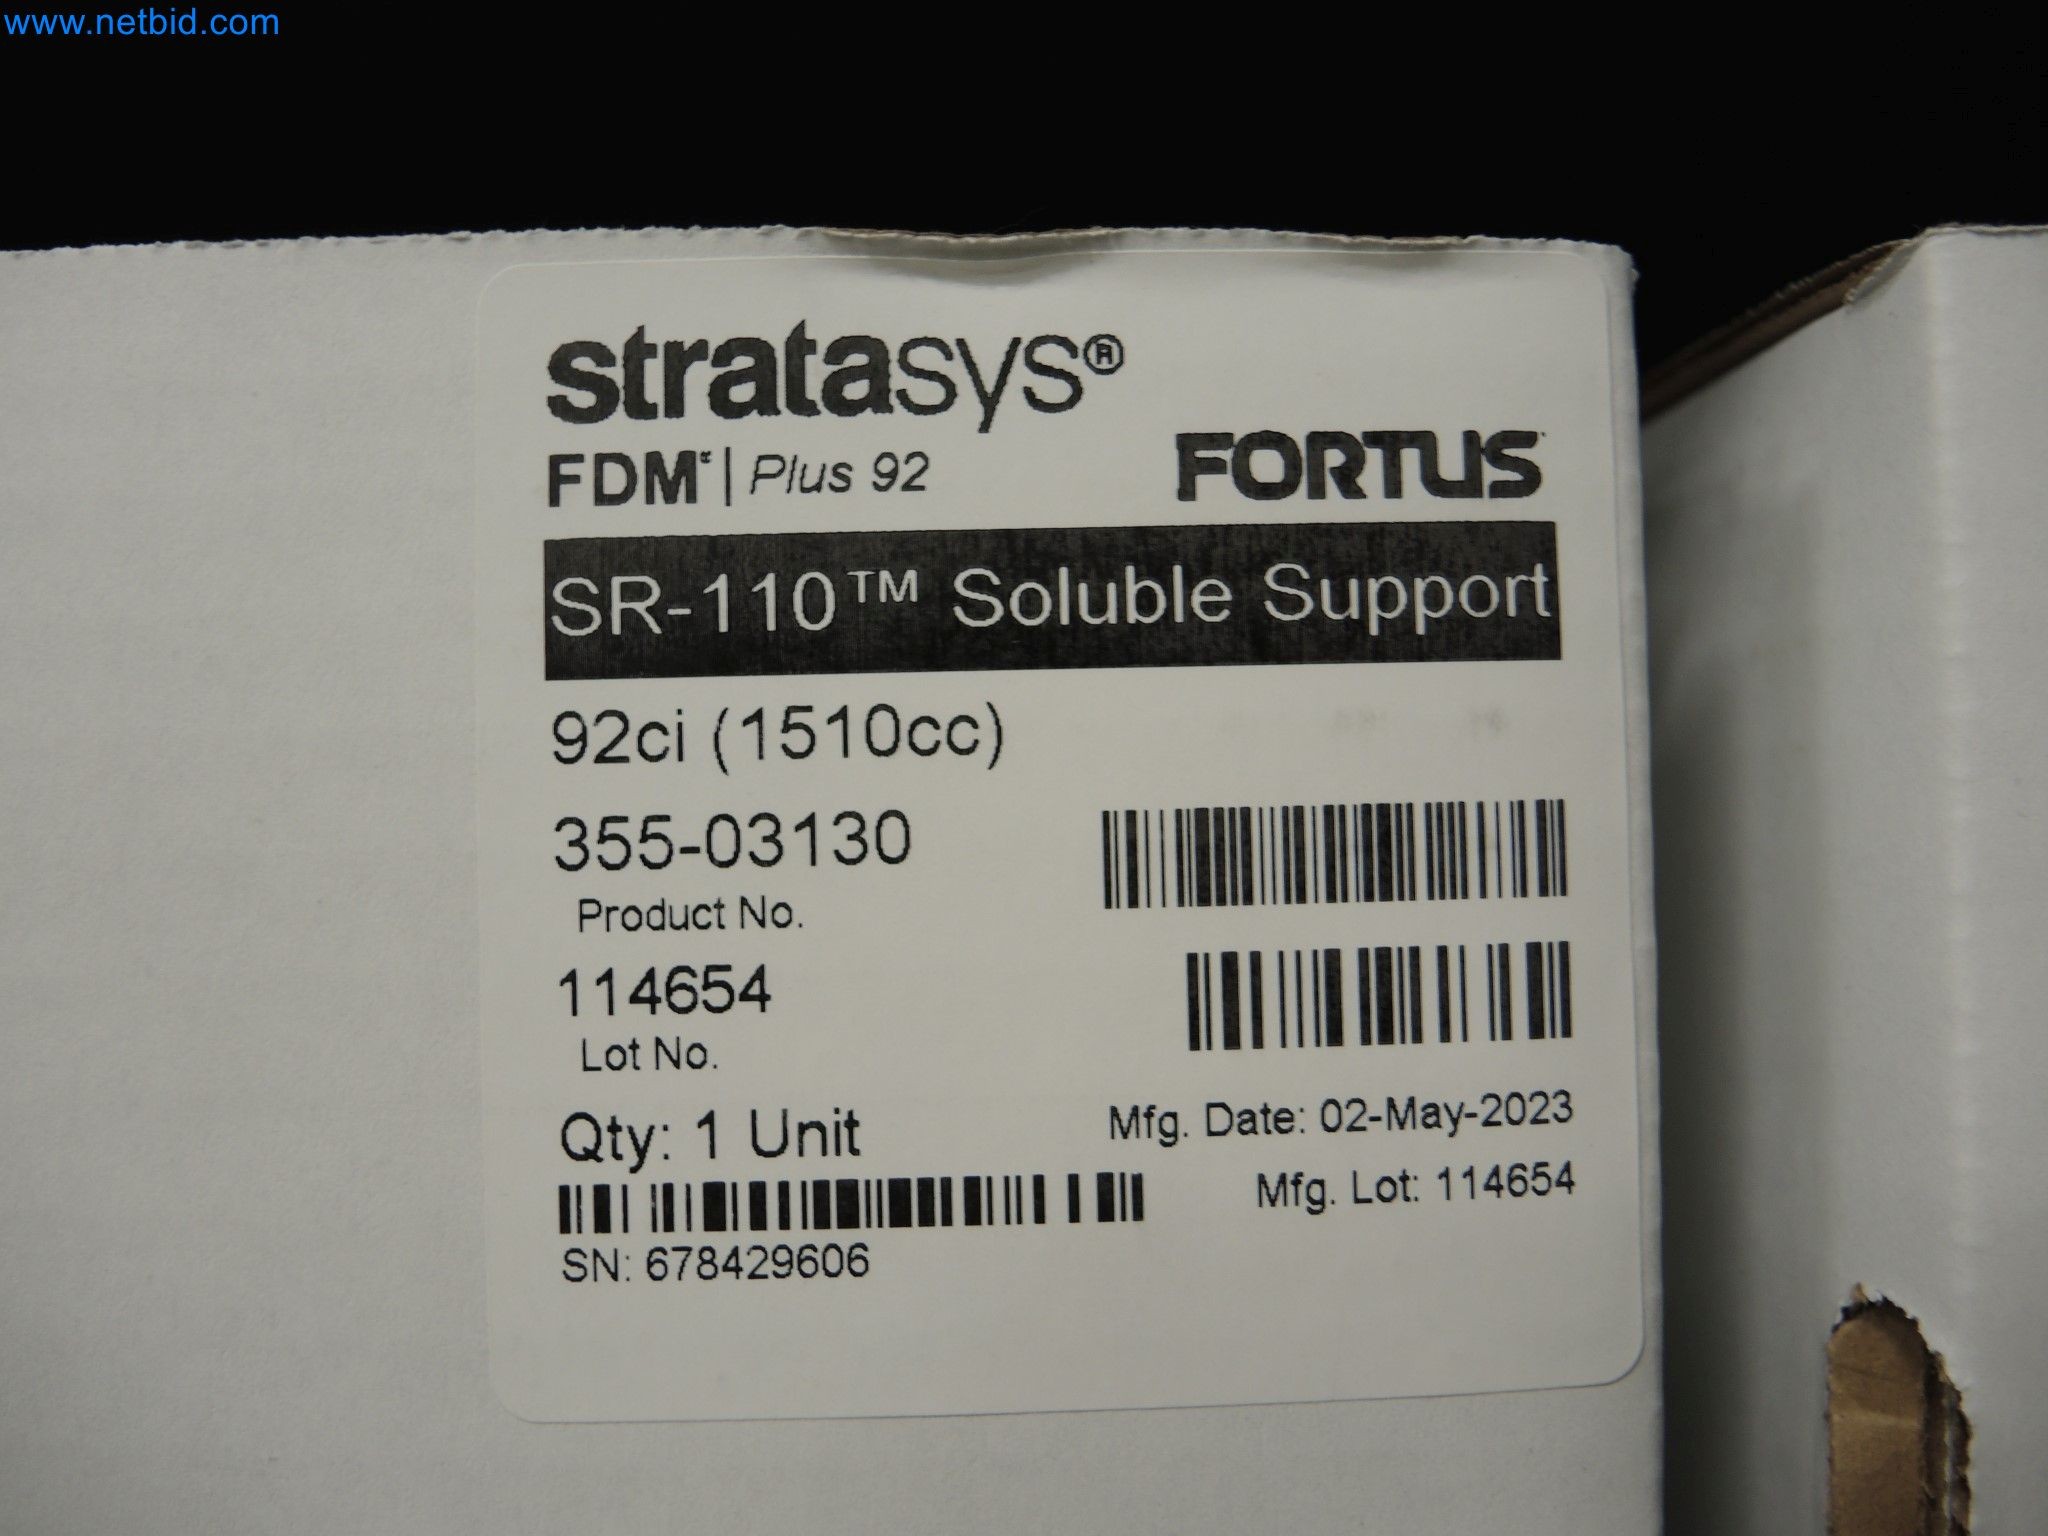 www.netbid.com
stratasys®
FDM | Plus 92
FORTUS
SR-110™ Soluble Support
92ci (1510cc)
355-03130
Product No.
114654
Lot No.
Qty: 1 Unit
Mfg. Date: 02-May-2023
Mfg. Lot: 114654
SN: 678429606